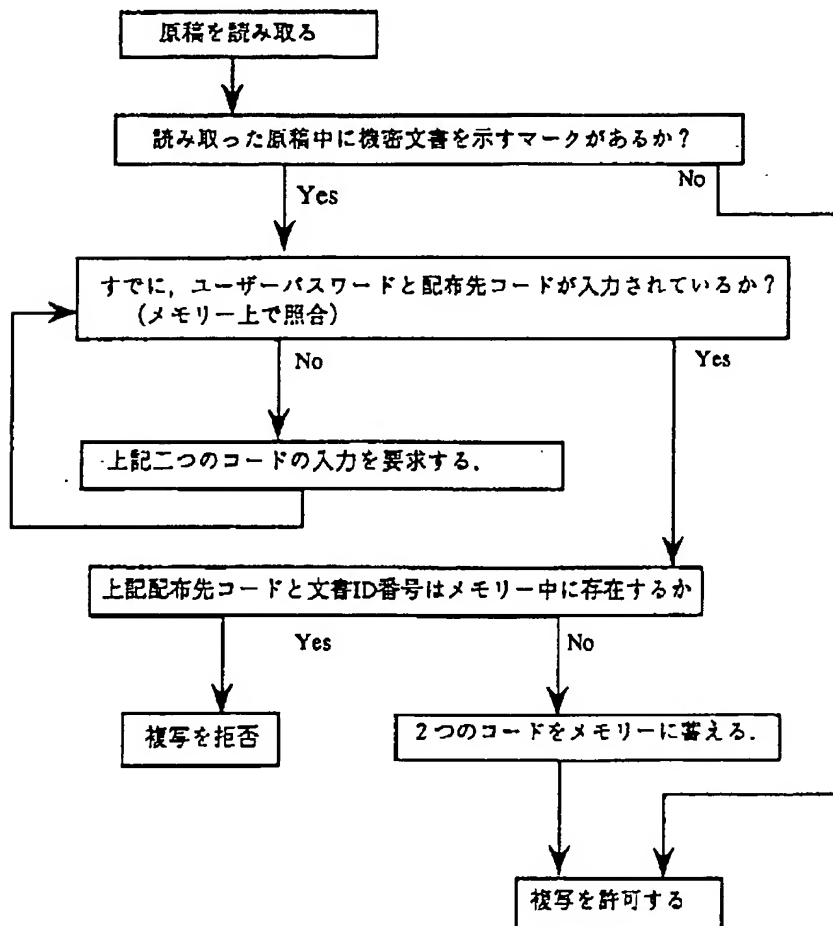 原稿を読み取る
読み取った原稿中に機密文書を示すマークがあるか？
No
Yes
すでに，ユーザーパスワードと配布先コードが入力されているか？
(メモリー上で照合)
No
Yes
上記二つのコードの入力を要求する．
上記配布先コードと文書ID番号はメモリー中に存在するか
Yes
No
複写を拒否
２つのコードをメモリーに蓄える．
複写を許可する